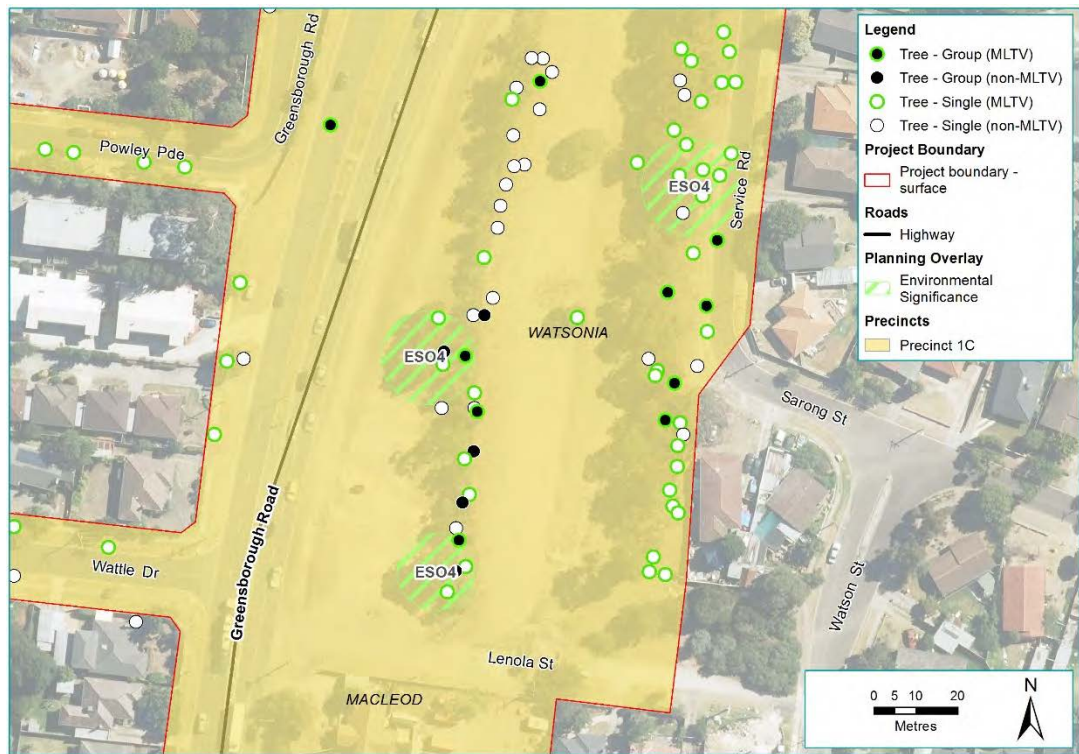 Greensborough Rd
Powley Pde
ESO4
Service Rd
WATSONIA
ESO4
Sarong St
Greensborough Road
ESO4
Wattle Dr
Watson St
Lenola St
MACLEOD
Legend
Tree - Group (MLTV)
Tree - Group (non-MLTV)
Tree - Single (MLTV)
Tree - Single (non-MLTV)
Project Boundary
Project boundary -
surface
Roads
Highway
Planning Overlay
Environmental
Significance
Precincts
Precinct 1C
0 5 10 20
Metres
N